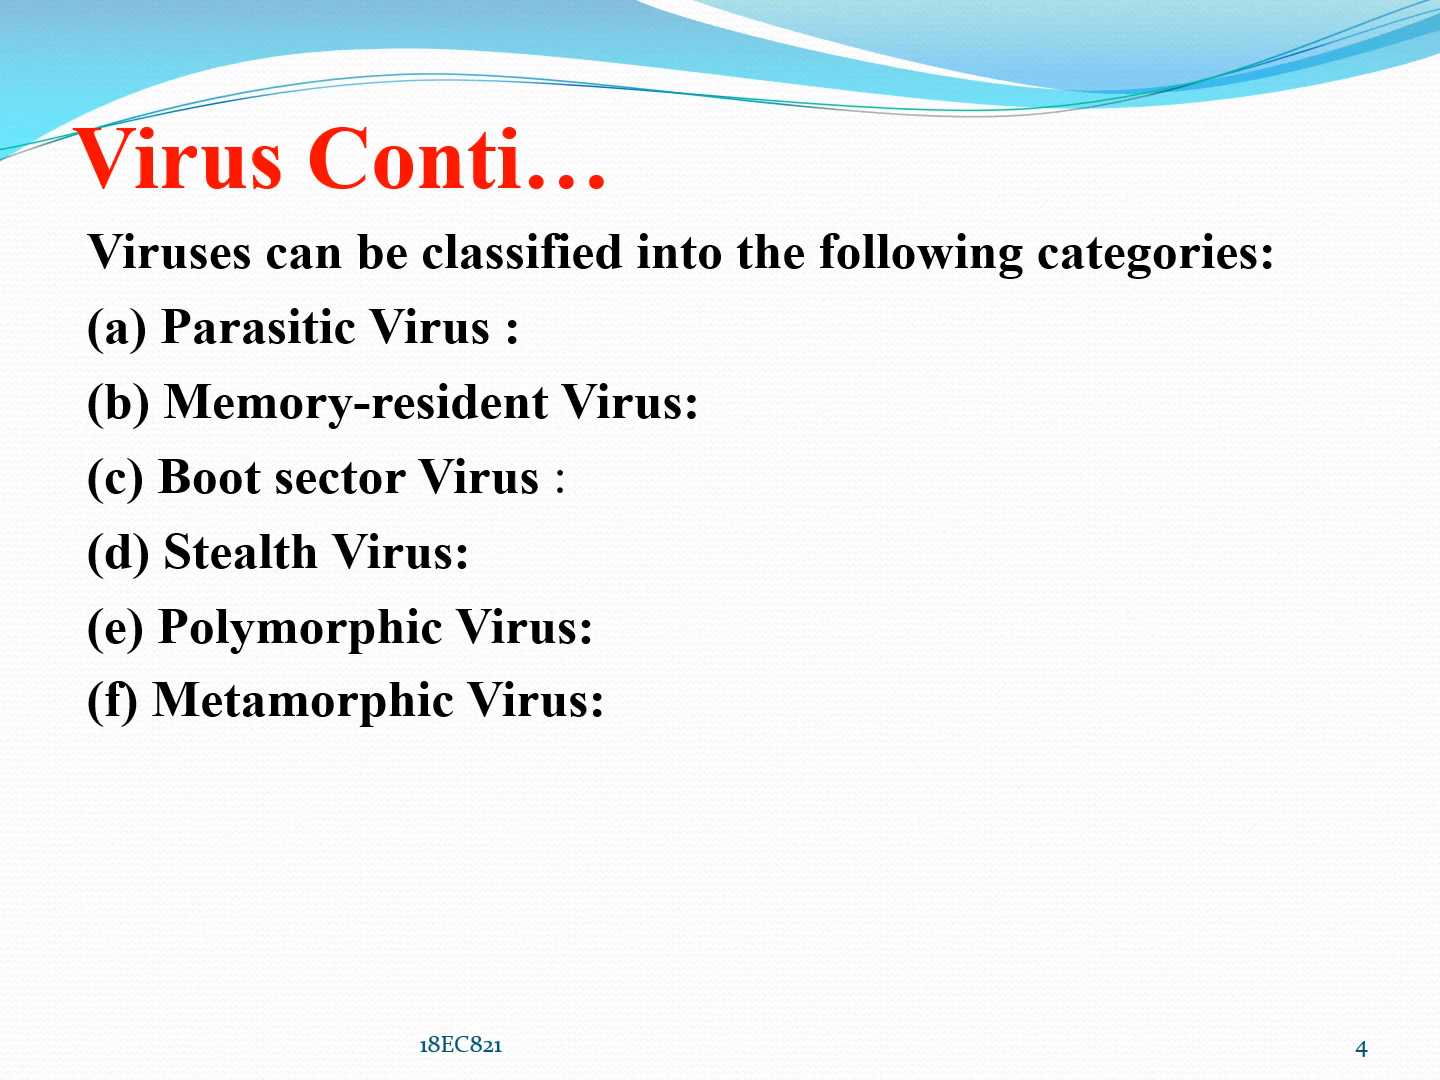 Virus Conti…
Viruses can be classified into the following categories:
(a) Parasitic Virus :
(b) Memory-resident Virus:
(c) Boot sector Virus :
(d) Stealth Virus:
(e) Polymorphic Virus:
(f) Metamorphic Virus:
18EC821
4